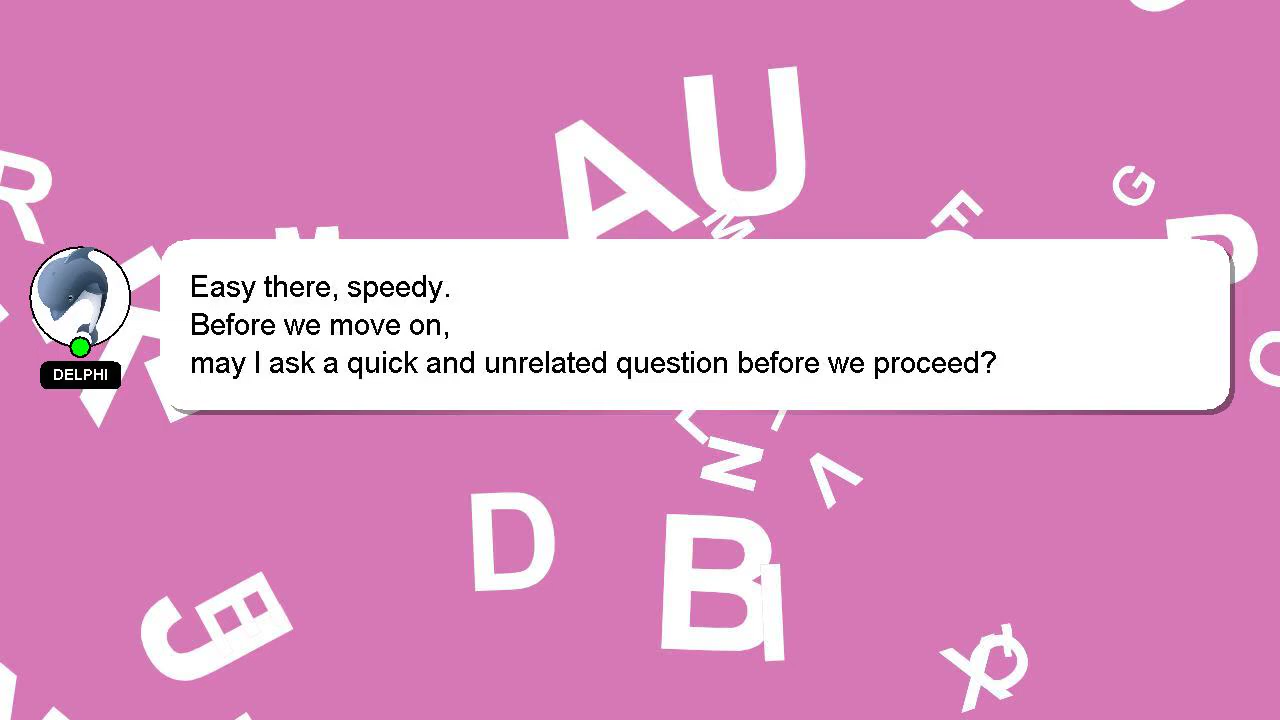 U
A
R
G
F
M
D
DELPHI
Easy there, speedy.
Before we move on,
may I ask a quick and unrelated question before we proceed?
N
V
D
B
I
E
X